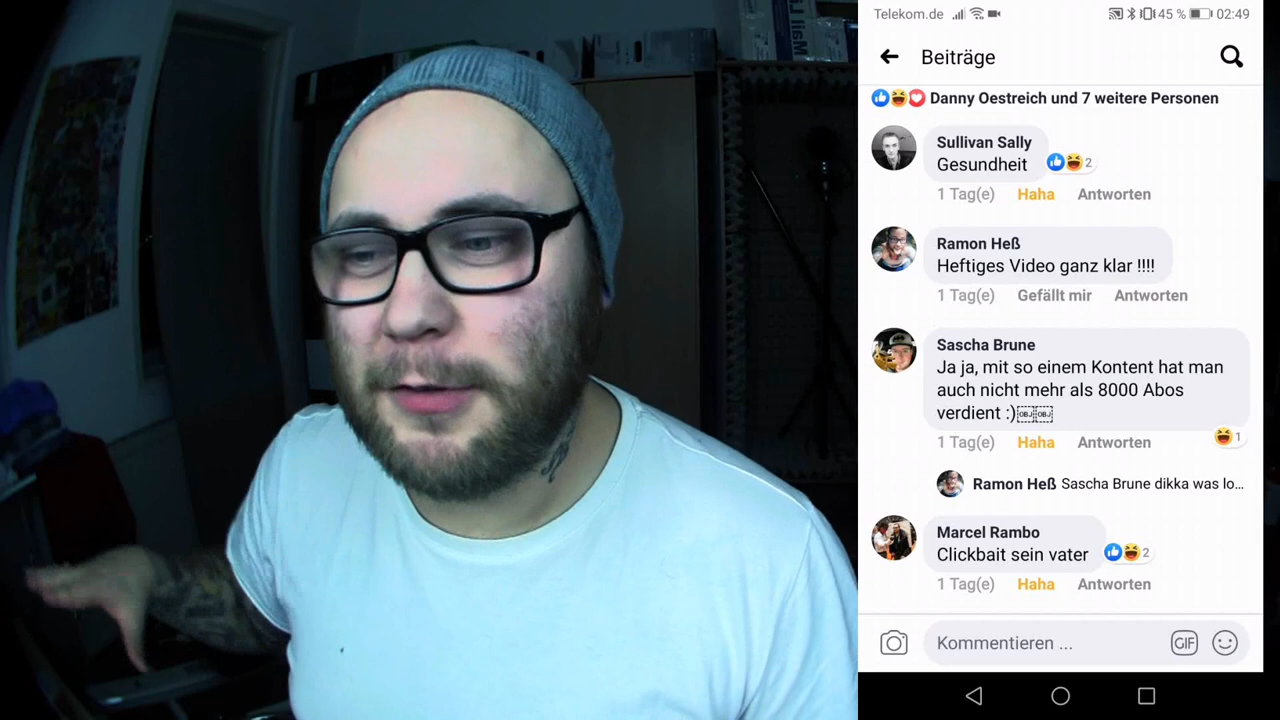 Telekom.de
45 %
02:49
Beiträge
Danny Oestreich und 7 weitere Personen
Sullivan Sally
Gesundheit
2
1 Tag(e) Haha Antworten
Ramon Heß
Heftiges Video ganz klar !!!!
1 Tag(e) Gefällt mir Antworten
Sascha Brune
Ja ja, mit so einem Kontent hat man
auch nicht mehr als 8000 Abos
verdient :)
1 Tag(e) Haha Antworten
1
Ramon Heß Sascha Brune dikka was lo…
Marcel Rambo
Clickbait sein vater
2
1 Tag(e) Haha Antworten
Kommentieren ...
GIF